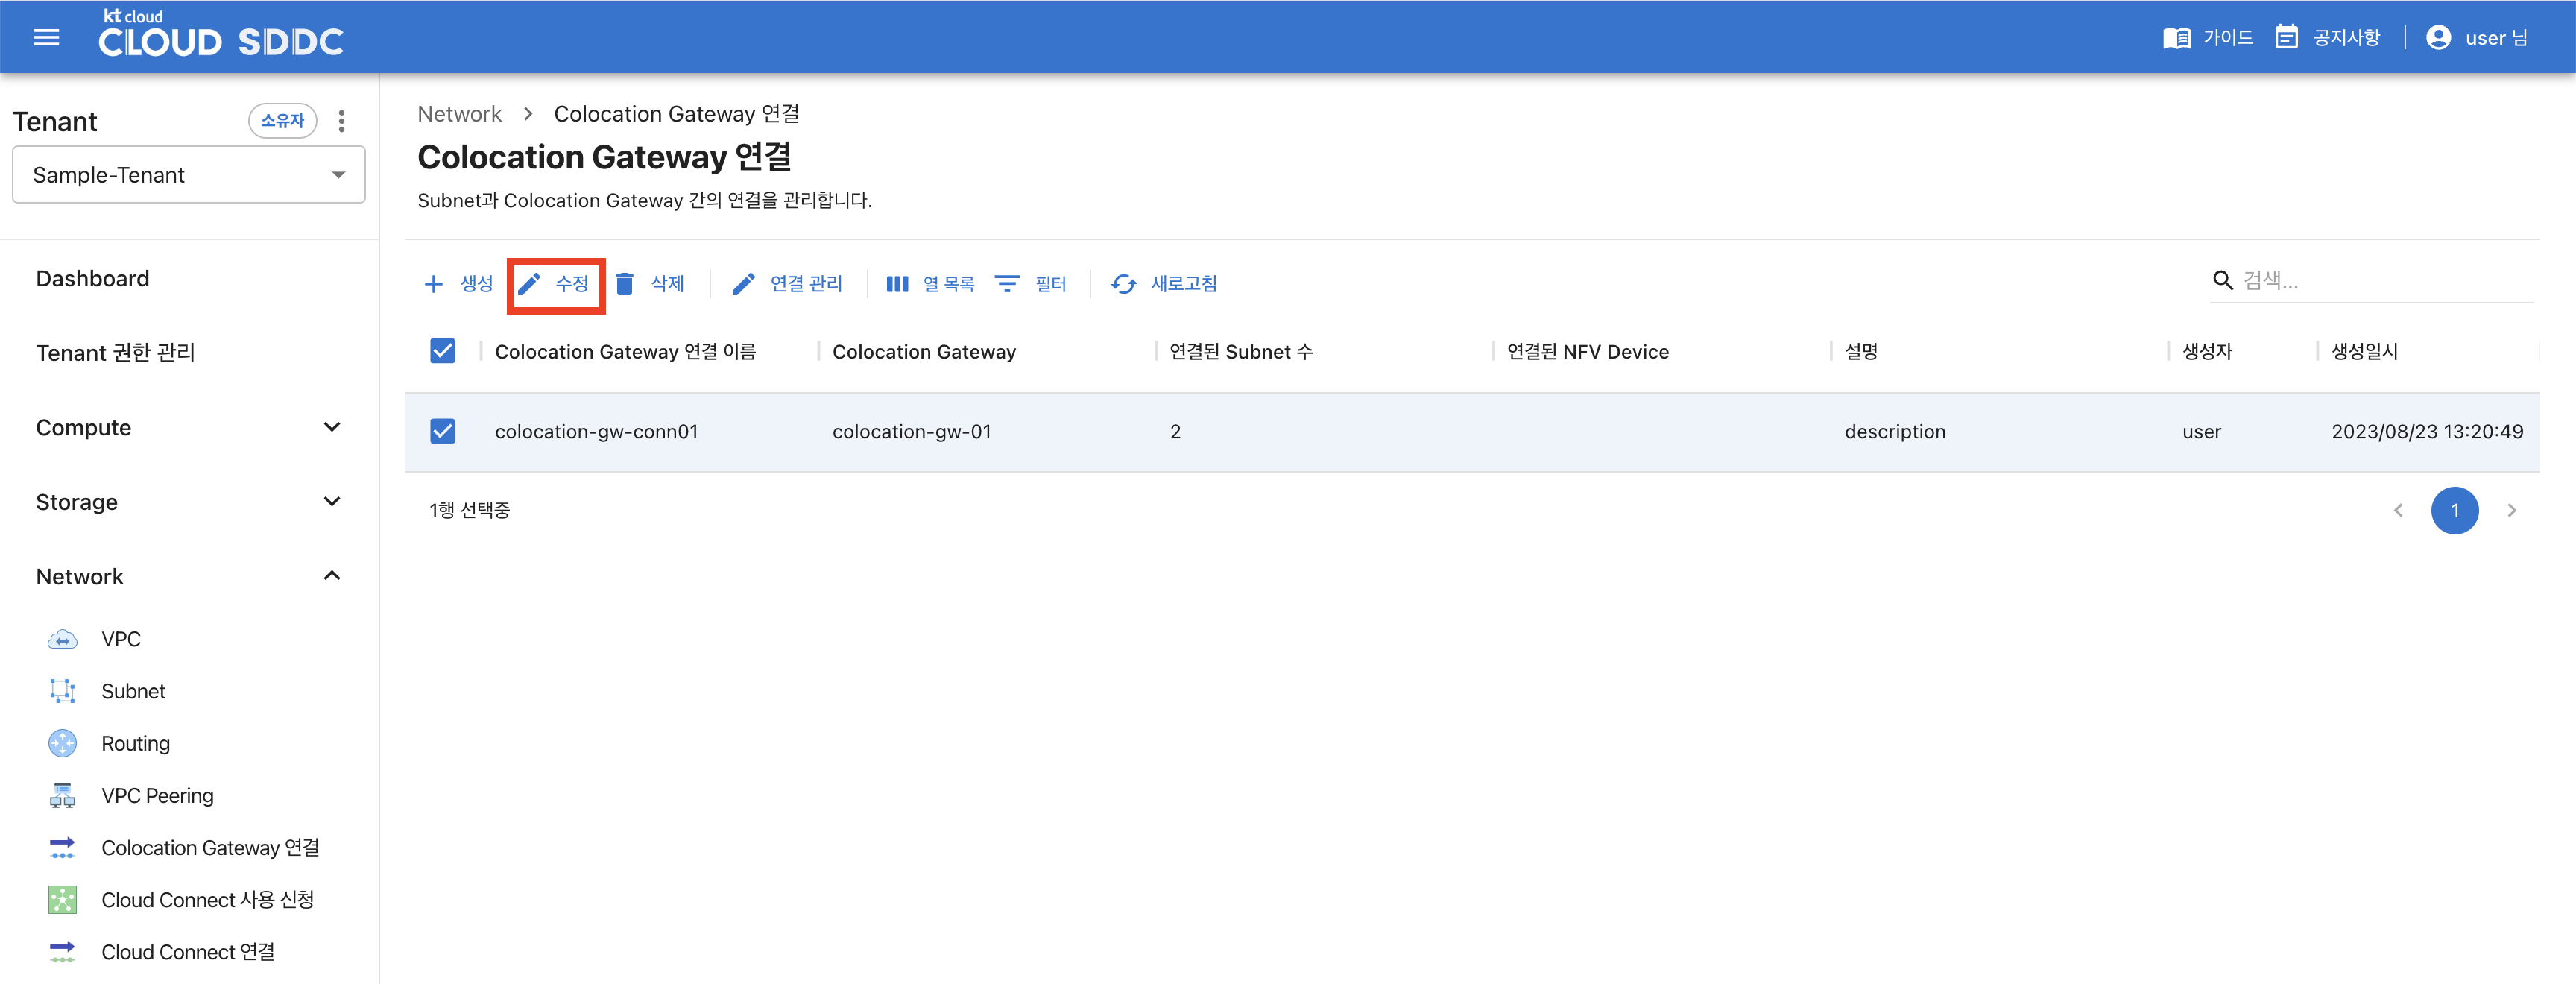 kt cloud
CLOUD SDDC
가이드
공지사항
user 님
Tenant
소유자
Sample-Tenant
Dashboard
Tenant 권한 관리
Compute
Storage
Network
VPC
Subnet
Routing
VPC Peering
Colocation Gateway 연결
Cloud Connect 사용 신청
Cloud Connect 연결
Network > Colocation Gateway 연결
Colocation Gateway 연결
Subnet과 Colocation Gateway 간의 연결을 관리합니다.
생성 수정 삭제 연결 관리 열 목록 필터 새로고침
검색...
Colocation Gateway 연결 이름 Colocation Gateway 연결된 Subnet 수 연결된 NFV Device 설명 생성자 생성일시
colocation-gw-conn01 colocation-gw-01 2 description user 2023/08/23 13:20:49
1행 선택중
1